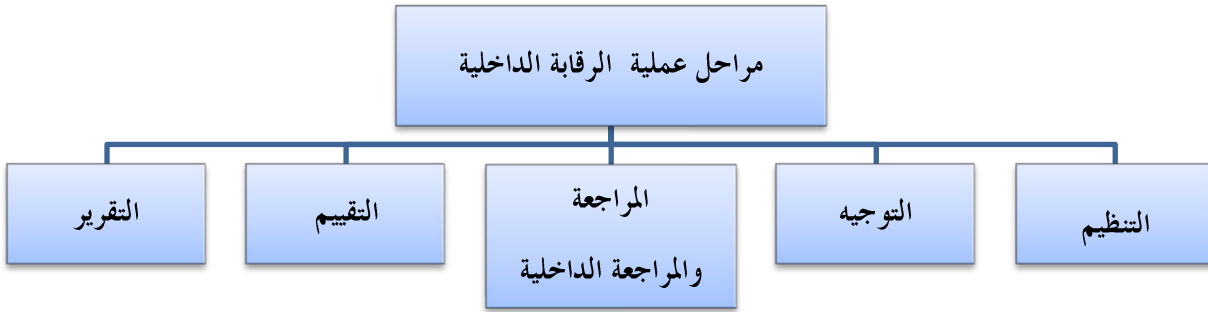 مراحل عملية الرقابة الداخلية
التنظيم
التوجيه
المراجعة
والمراجعة الداخلية
التقييم
التقرير